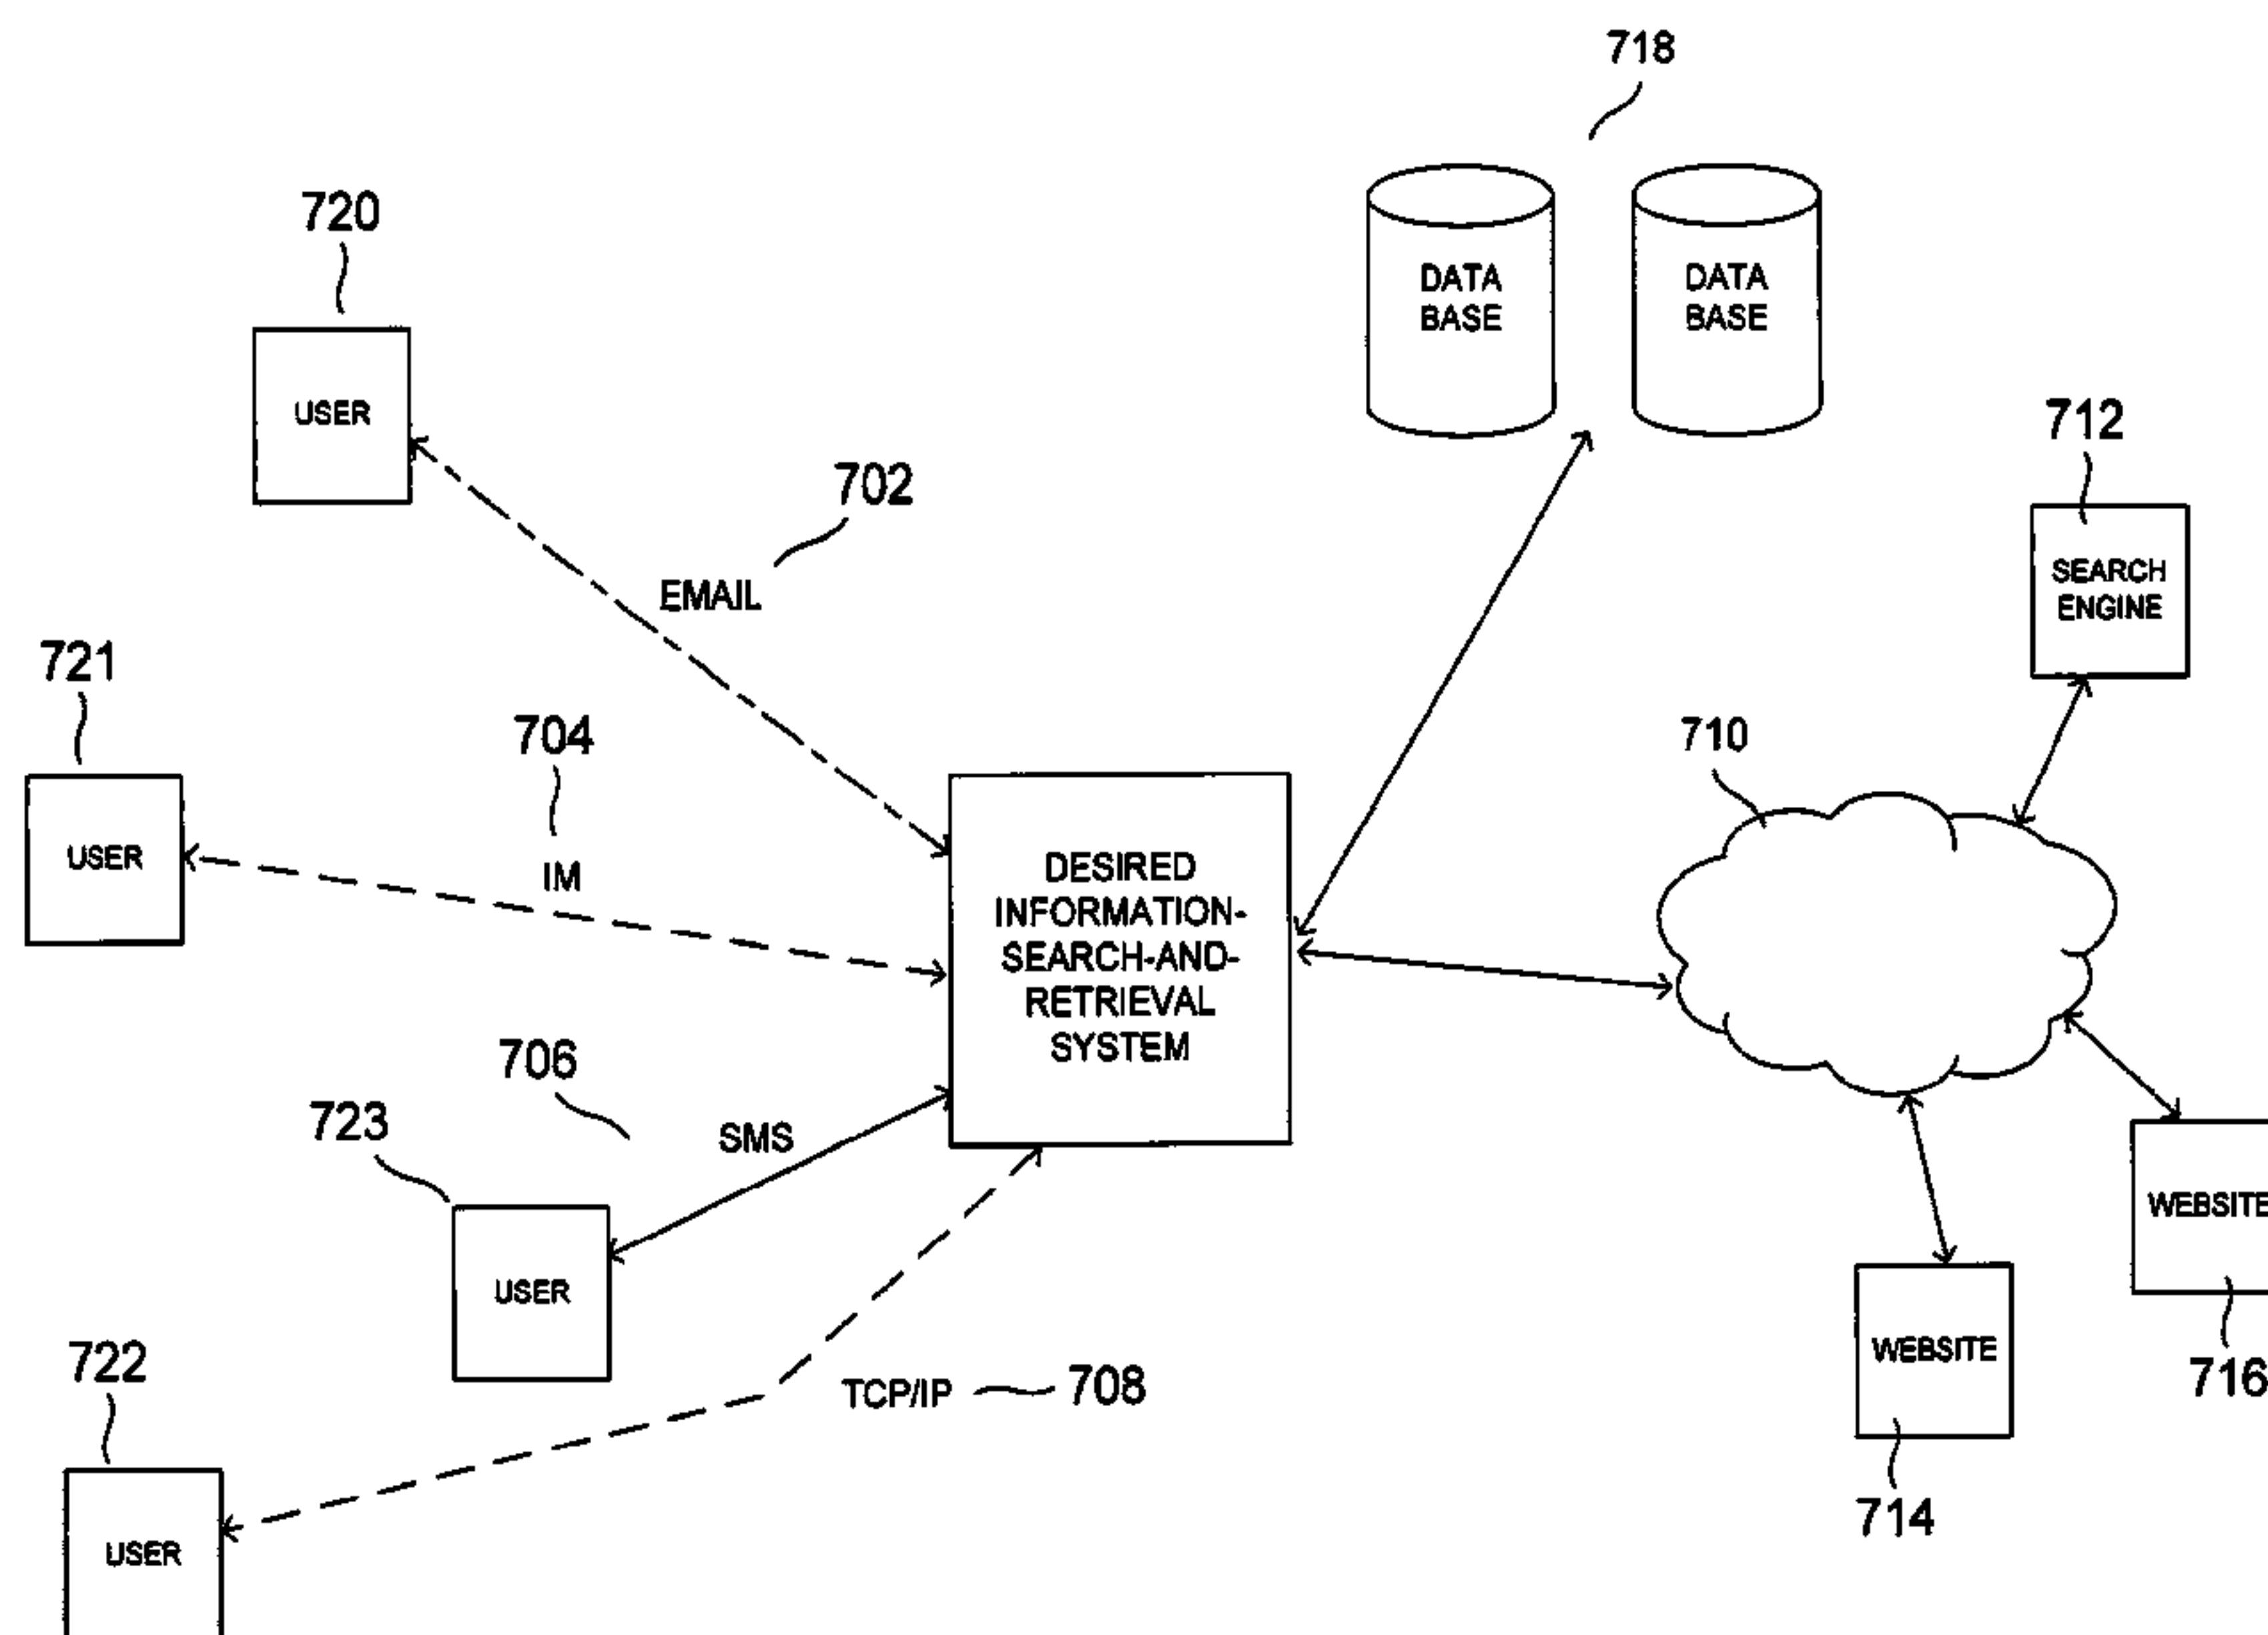 718
DATA
BASE
DATA
BASE
720
USER
702
EMAIL
712
SEARCH
ENGINE
721
USER
704
IM
710
DESIRED
INFORMATION-
SEARCH-AND-
RETRIEVAL
SYSTEM
706
SMS
723
USER
WEBSITE
716
WEBSITE
714
TCP/IP
708
722
USER